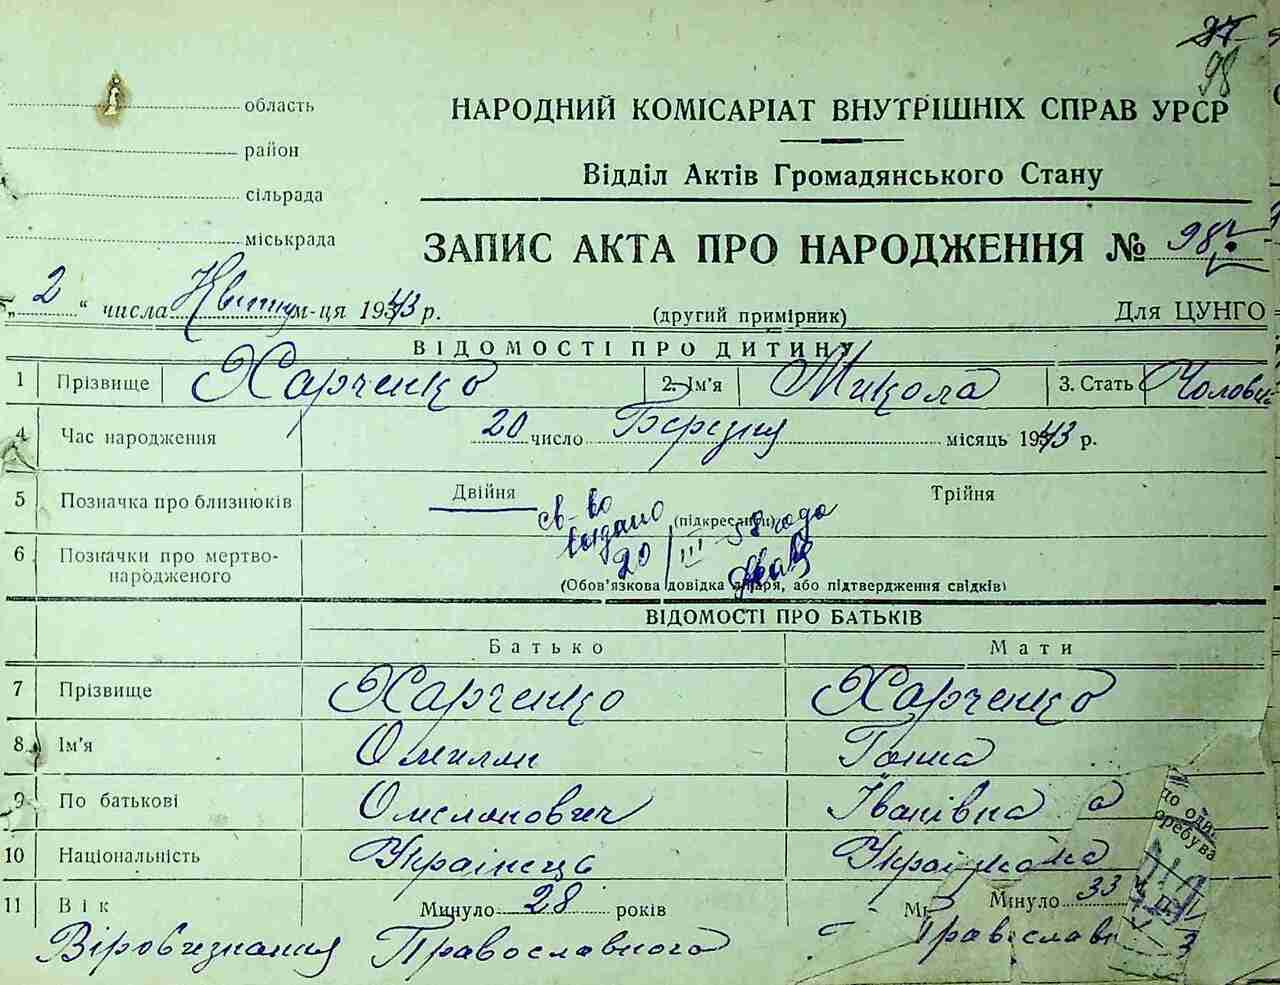 98
область
район
сільрада
міськрада
НАРОДНИЙ КОМІСАРІАТ ВНУТРІШНІХ СПРАВ УРСР
Відділ Актів Громадянського Стану
ЗАПИС АКТА ПРО НАРОДЖЕННЯ № 98
„2“ числа Квітня м-ця 1943 р. (другий примірник) Для ЦУНГО
ВІДОМОСТІ ПРО ДИТИНУ
1 Прізвище Харченко 2. Ім'я Микола 3. Стать Чолові
4 Час народження 20 число Березня місяць 1943 р.
5 Позначка про близнюків Двійня (підкреслити) Трійня
св-во
видано
20/III 58 года
6 Позначки про мертво-
народженого
(Обов'язкова довідка лікаря, або підтвердження свідків)
ВІДОМОСТІ ПРО БАТЬКІВ
Батько Мати
7 Прізвище Харченко Харченко
8 Ім'я Ганна
9 По батькові Іванівна
10 Національність Українець Українка
11 Вік Минуло 28 років Минуло 33
Віровизнання Православного Православн